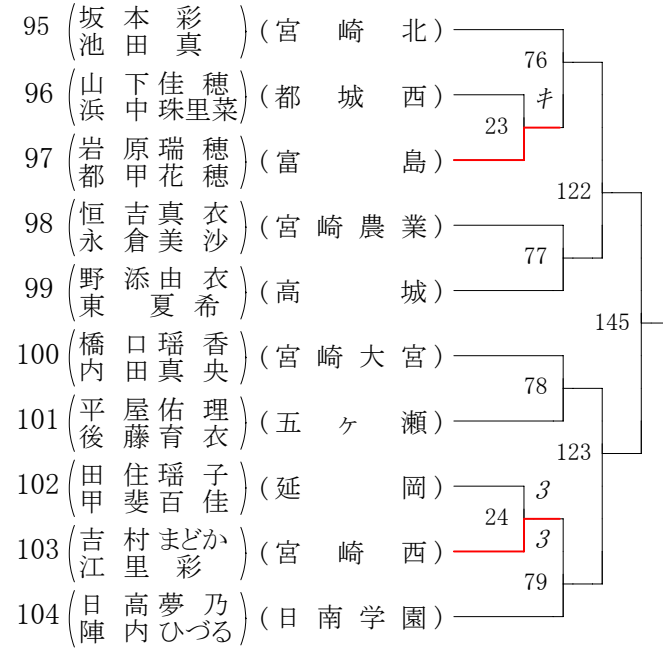 95 坂本 彩 池田 真 (宮崎北)
96 山下佳穂 浜中珠里菜 (都城西)
97 岩原瑞穂 都甲花穂 (富島)
98 恒吉真衣 永倉美沙 (宮崎農業)
99 野添由衣 東 夏希 (高城)
100 橋口瑶香 内田真央 (宮崎大宮)
101 平屋佑理 後藤育衣 (五ヶ瀬)
102 田住瑶子 甲斐百佳 (延岡)
103 吉村まどか 江里 彩 (宮崎西)
104 日高夢乃 陣内ひづる (日南学園)
76
23 キ
122
77
145
78
123
3
24
3
79